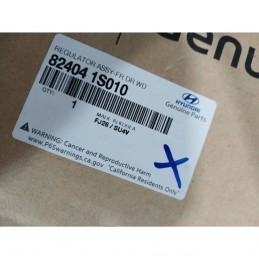 Genu
REGULATOR ASSY-FR DR WD
82404 1S010
QTY:
1
HYUNDAI
Genuine Parts
MADE IN KOREA
FJ26 / SU4V
WARNING: Cancer and Reproductive Harm
www.P65warnings.ca.gov "California Residents Only"
X